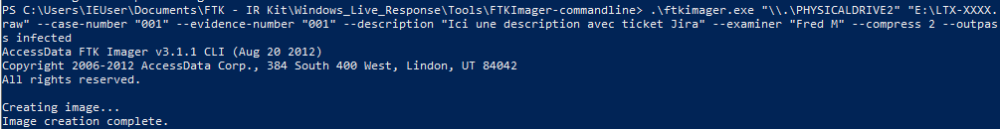 PS C:\Users\IEUser\Documents\FTK - IR Kit\Windows_Live_Response\Tools\FTKImager-commandline> .\ftkimager.exe "\\.\PHYSICALDRIVE2" "E:\LTX-XXXX.
raw" --case-number "001" --evidence-number "001" --description "Ici une description avec ticket Jira" --examiner "Fred M" --compress 2 --outpas
s infected
AccessData FTK Imager v3.1.1 CLI (Aug 20 2012)
Copyright 2006-2012 AccessData Corp., 384 South 400 West, Lindon, UT 84042
All rights reserved.
Creating image...
Image creation complete.